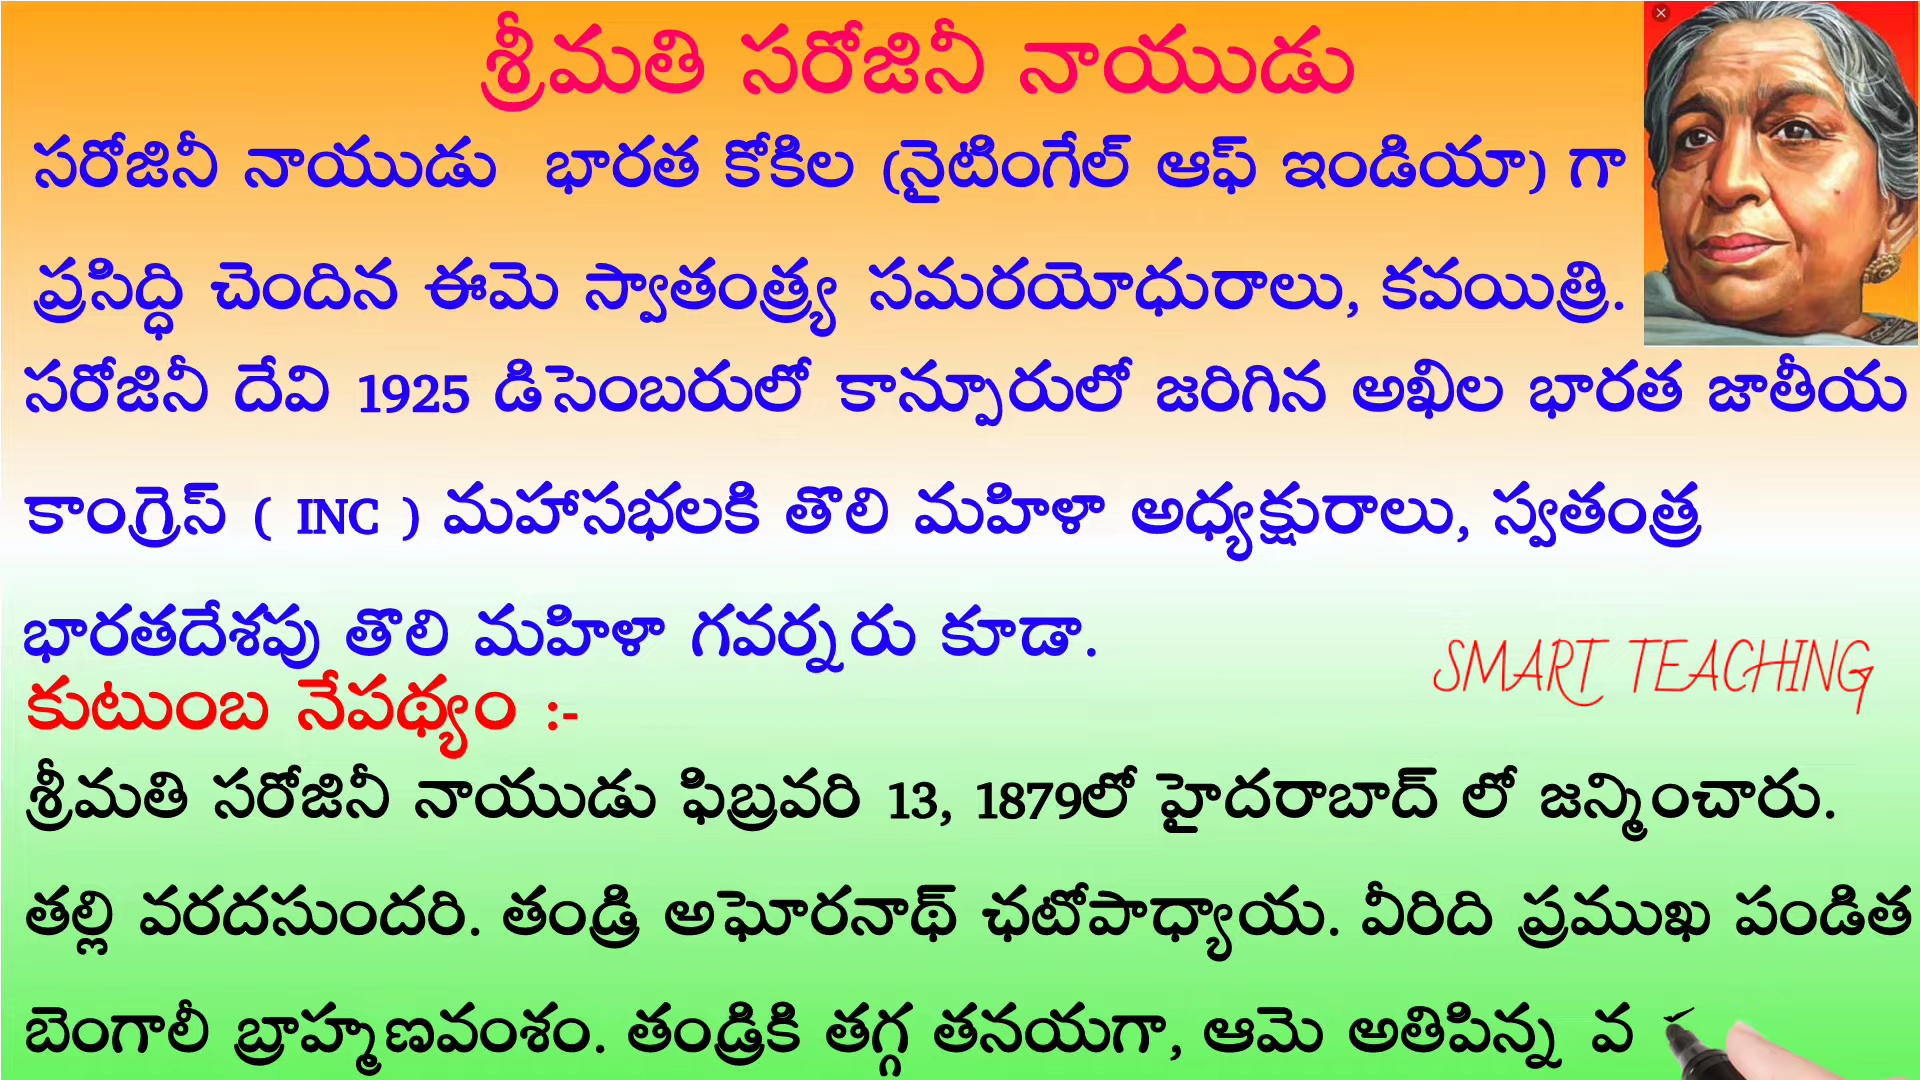 శ్రీమతి సరోజినీ నాయుడు
సరోజినీ నాయుడు భారత కోకిల (నైటింగేల్ ఆఫ్ ఇండియా) గా
ప్రసిద్ధి చెందిన ఈమె స్వాతంత్ర్య సమరయోధురాలు, కవయిత్రి.
సరోజినీ దేవి 1925 డిసెంబరులో కాన్పూరులో జరిగిన అఖిల భారత జాతీయ
కాంగ్రెస్ ( INC ) మహాసభలకి తొలి మహిళా అధ్యక్షురాలు, స్వతంత్ర
భారతదేశపు తొలి మహిళా గవర్నరు కూడా.
SMART TEACHING
కుటుంబ నేపథ్యం :-
శ్రీమతి సరోజినీ నాయుడు ఫిబ్రవరి 13, 1879లో హైదరాబాద్ లో జన్మించారు.
తల్లి వరదసుందరి. తండ్రి అఘోరనాథ్ ఛటోపాధ్యాయ. వీరిది ప్రముఖ పండిత
బెంగాలీ బ్రాహ్మణవంశం. తండ్రికి తగ్గ తనయగా, ఆమె అతిపిన్న వ